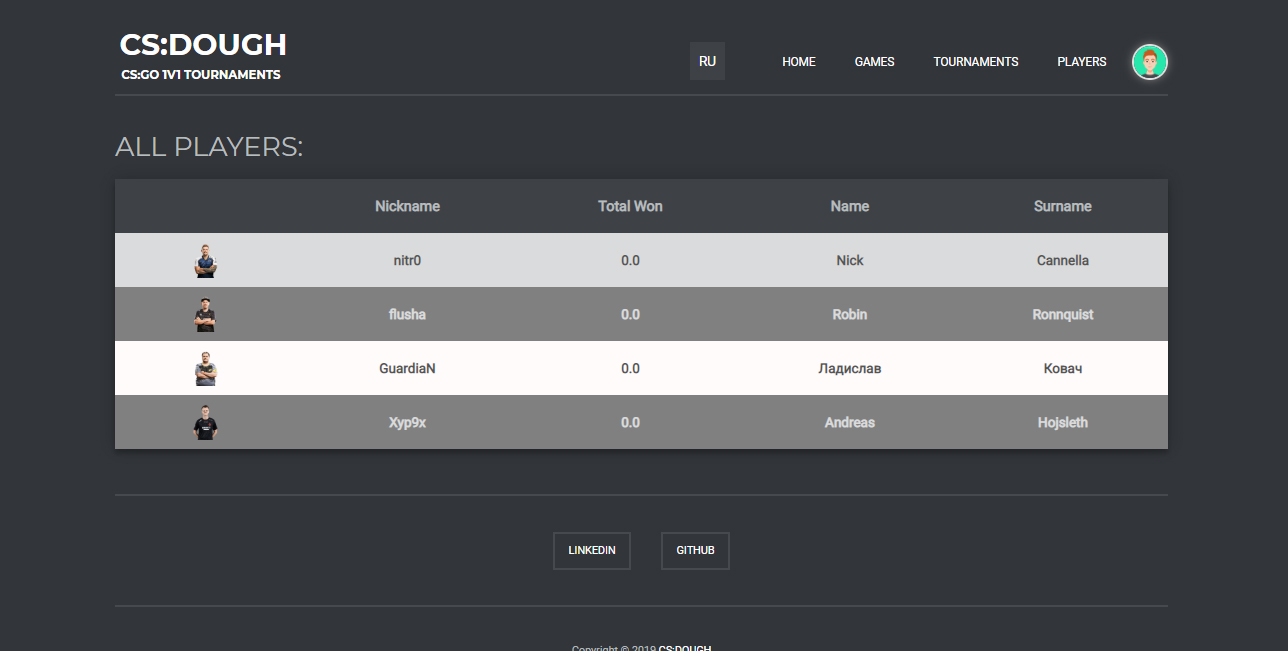 CS:DOUGH
CS:GO 1V1 TOURNAMENTS
RU HOME GAMES TOURNAMENTS PLAYERS
ALL PLAYERS:
Nickname Total Won Name Surname
nitr0 0.0 Nick Cannella
flusha 0.0 Robin Ronnquist
GuardiaN 0.0 Ладислав Ковач
Xyp9x 0.0 Andreas Hojsleth
LINKEDIN GITHUB
Copyright © 2019 CS:DOUGH